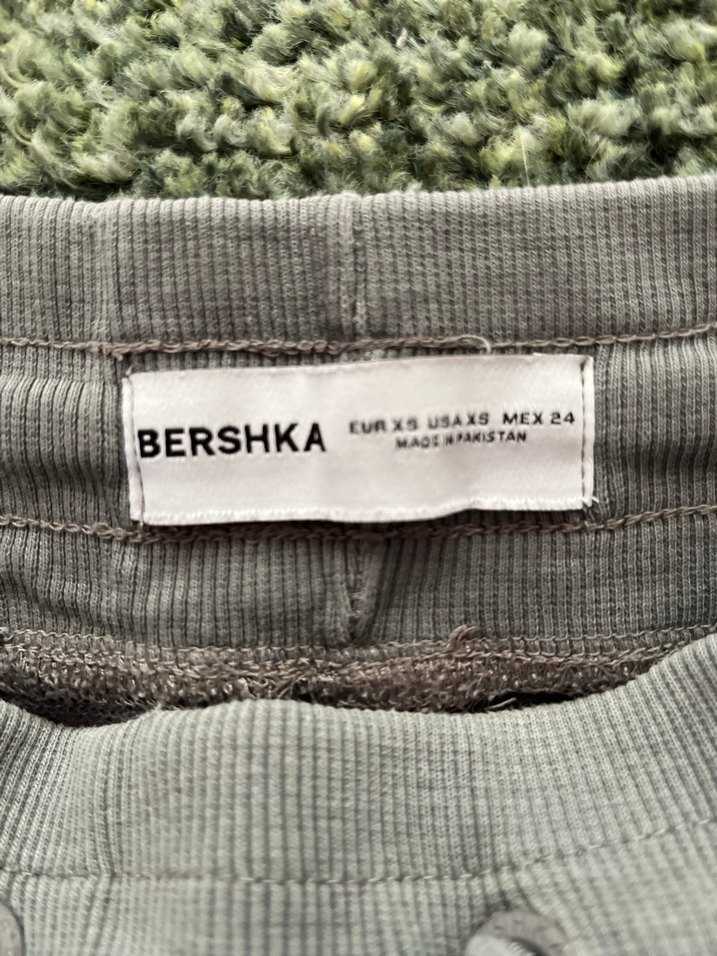 BERSHKA
EUR XS USA XS MEX 24
MADE IN PAKISTAN